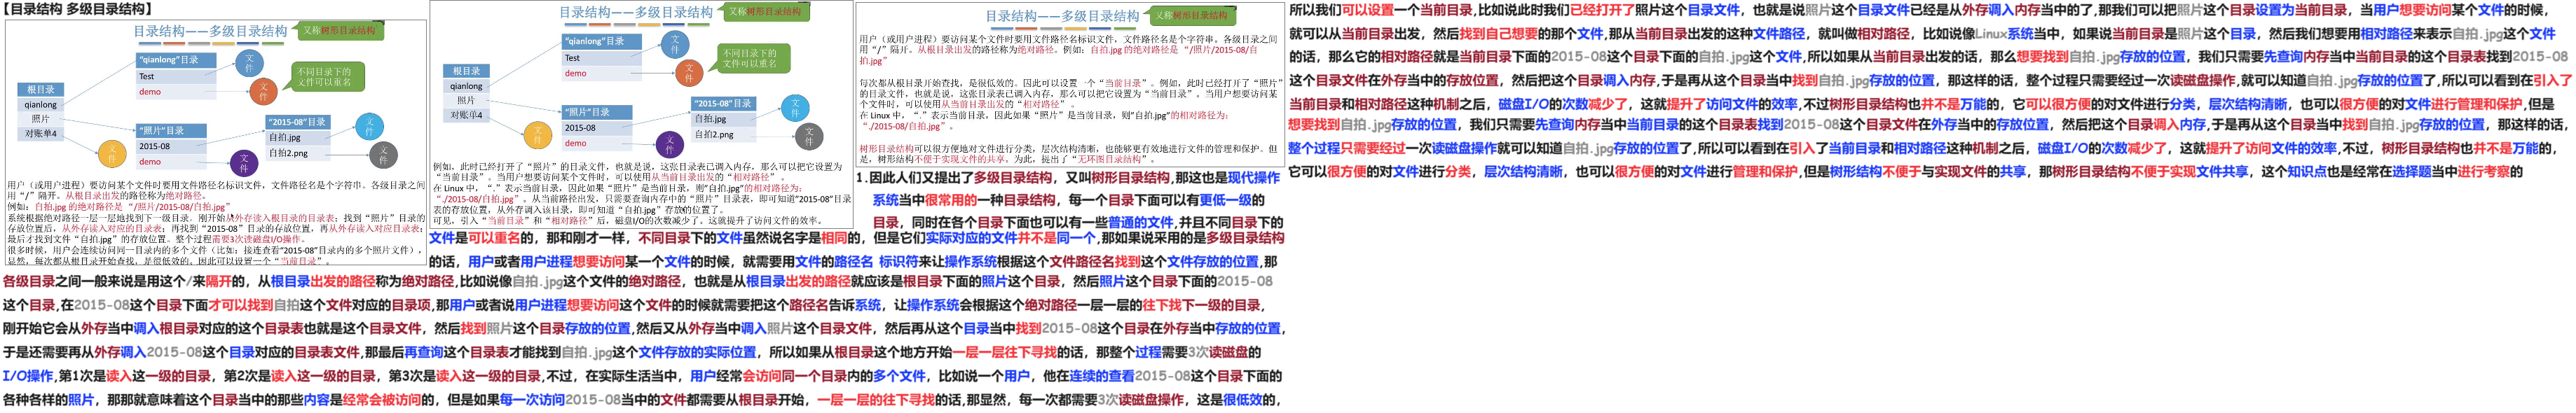 【目录结构 多级目录结构】
目录结构——多级目录结构
又称树形目录结构
“qianlong”目录
Test
demo
文件
文件
不同目录下的文件可以重名
根目录
qianlong
照片
对账单4
“照片”目录
2015-08
demo
“2015-08”目录
自拍.jpg
自拍2.png
文件
文件
文件
文件
用户（或用户进程）要访问某个文件时要用文件路径名标识文件，文件路径名是个字符串。各级目录之间
用“/”隔开。从根目录出发的路径称为绝对路径。
例如：自拍.jpg 的绝对路径是 “/照片/2015-08/自拍.jpg”
系统根据绝对路径一层一层地找到下一级目录。刚开始从外存读入根目录的目录表；找到“照片”目录的
存放位置后，从外存读入对应的目录表；再找到“2015-08”目录的存放位置，再从外存读入对应目录表；
最后才找到文件“自拍.jpg”的存放位置。整个过程需要3次读磁盘I/O操作。
很多时候，用户会连续访问同一目录内的多个文件（比如：接连查看“2015-08”目录内的多个照片文件），
显然，每次都从根目录开始查找，是很低效的。因此可以设置一个“当前目录”。
目录结构——多级目录结构
又称树形目录结构
“qianlong”目录
Test
demo
文件
文件
不同目录下的文件可以重名
根目录
qianlong
照片
对账单4
“照片”目录
2015-08
demo
“2015-08”目录
自拍.jpg
自拍2.png
文件
文件
文件
文件
例如，此时已经打开了“照片”的目录文件，也就是说，这张目录表已调入内存，那么可以把它设置为
“当前目录”。当用户想要访问某个文件时，可以使用从当前目录出发的“相对路径”。
在 Linux 中，“.”表示当前目录，因此如果“照片”是当前目录，则“自拍.jpg”的相对路径为：
“./2015-08/自拍.jpg”。从当前路径出发，只需要查询内存中的“照片”目录表，即可知道“2015-08”目录
表的存放位置，从外存调入该目录，即可知道“自拍.jpg”存放的位置了。
可见，引入“当前目录”和“相对路径”后，磁盘I/O的次数减少了。这就提升了访问文件的效率。
目录结构——多级目录结构
又称树形目录结构
用户（或用户进程）要访问某个文件时要用文件路径名标识文件，文件路径名是个字符串。各级目录之间
用“/”隔开。从根目录出发的路径称为绝对路径。例如：自拍.jpg 的绝对路径是 “/照片/2015-08/自
拍.jpg”
每次都从根目录开始查找，是很低效的。因此可以设置一个“当前目录”。例如，此时已经打开了“照片”
的目录文件，也就是说，这张目录表已调入内存，那么可以把它设置为“当前目录”。当用户想要访问某
个文件时，可以使用从当前目录出发的“相对路径”。
在 Linux 中，“.”表示当前目录，因此如果“照片”是当前目录，则“自拍.jpg”的相对路径为：
“./2015-08/自拍.jpg”。
树形目录结构可以很方便地对文件进行分类，层次结构清晰，也能够更有效地进行文件的管理和保护。但
是，树形结构不便于实现文件的共享。为此，提出了“无环图目录结构”。
1.因此人们又提出了多级目录结构，又叫树形目录结构,那这也是现代操作
系统当中很常用的一种目录结构，每一个目录下面可以有更低一级的
目录，同时在各个目录下面也可以有一些普通的文件,并且不同目录下的
文件是可以重名的，那和刚才一样，不同目录下的文件虽然说名字是相同的，但是它们实际对应的文件并不是同一个,那如果说采用的是多级目录结构
的话，用户或者用户进程想要访问某一个文件的时候，就需要用文件的路径名 标识符来让操作系统根据这个文件路径名找到这个文件存放的位置,那
各级目录之间一般来说是用这个/来隔开的，从根目录出发的路径称为绝对路径，比如说像自拍.jpg这个文件的绝对路径，也就是从根目录出发的路径就应该是根目录下面的照片这个目录，然后照片这个目录下面的2015-08
这个目录,在2015-08这个目录下面才可以找到自拍这个文件对应的目录项,那用户或者说用户进程想要访问这个文件的时候就需要把这个路径名告诉系统，让操作系统会根据这个绝对路径一层一层的往下找下一级的目录，
刚开始它会从外存当中调入根目录对应的这个目录表也就是这个目录文件，然后找到照片这个目录存放的位置,然后又从外存当中调入照片这个目录文件，然后再从这个目录当中找到2015-08这个目录在外存当中存放的位置，
于是还需要再从外存调入2015-08这个目录对应的目录表文件,那最后再查询这个目录表才能找到自拍.jpg这个文件存放的实际位置，所以如果从根目录这个地方开始一层一层往下寻找的话，那整个过程需要3次读磁盘的
I/O操作,第1次是读入这一级的目录，第2次是读入这一级的目录，第3次是读入这一级的目录,不过，在实际生活当中，用户经常会访问同一个目录内的多个文件，比如说一个用户，他在连续的查看2015-08这个目录下面的
各种各样的照片，那那就意味着这个目录当中的那些内容是经常会被访问的，但是如果每一次访问2015-08当中的文件都需要从根目录开始，一层一层的往下寻找的话,那显然，每一次都需要3次读磁盘操作，这是很低效的，
所以我们可以设置一个当前目录,比如说此时我们已经打开了照片这个目录文件，也就是说照片这个目录文件已经是从外存调入内存当中的了,那我们可以把照片这个目录设置为当前目录，当用户想要访问某个文件的时候，
就可以从当前目录出发，然后找到自己想要的那个文件,那从当前目录出发的这种文件路径，就叫做相对路径，比如说像Linux系统当中，如果说当前目录是照片这个目录，然后我们想要用相对路径来表示自拍.jpg这个文件
的话，那么它的相对路径就是当前目录下面的2015-08这个目录下面的自拍.jpg这个文件,所以如果从当前目录出发的话，那么想要找到自拍.jpg存放的位置，我们只需要先查询内存当中当前目录的这个目录表找到2015-08
这个目录文件在外存当中的存放位置，然后把这个目录调入内存,于是再从这个目录当中找到自拍.jpg存放的位置，那这样的话，整个过程只需要经过一次读磁盘操作,就可以知道自拍.jpg存放的位置了,所以可以看到在引入了
当前目录和相对路径这种机制之后，磁盘I/O的次数减少了，这就提升了访问文件的效率,不过树形目录结构也并不是万能的，它可以很方便的对文件进行分类，层次结构清晰，也可以很方便的对文件进行管理和保护,但是
想要找到自拍.jpg存放的位置，我们只需要先查询内存当中当前目录的这个目录表找到2015-08这个目录文件在外存当中的存放位置，然后把这个目录调入内存,于是再从这个目录当中找到自拍.jpg存放的位置，那这样的话，
整个过程只需要经过一次读磁盘操作就可以知道自拍.jpg存放的位置了,所以可以看到在引入了当前目录和相对路径这种机制之后，磁盘I/O的次数减少了，这就提升了访问文件的效率,不过，树形目录结构也并不是万能的，
它可以很方便的对文件进行分类，层次结构清晰，也可以很方便的对文件进行管理和保护,但是树形结构不便于与实现文件的共享，那树形目录结构不便于实现文件共享，这个知识点也是经常在选择题当中进行考察的